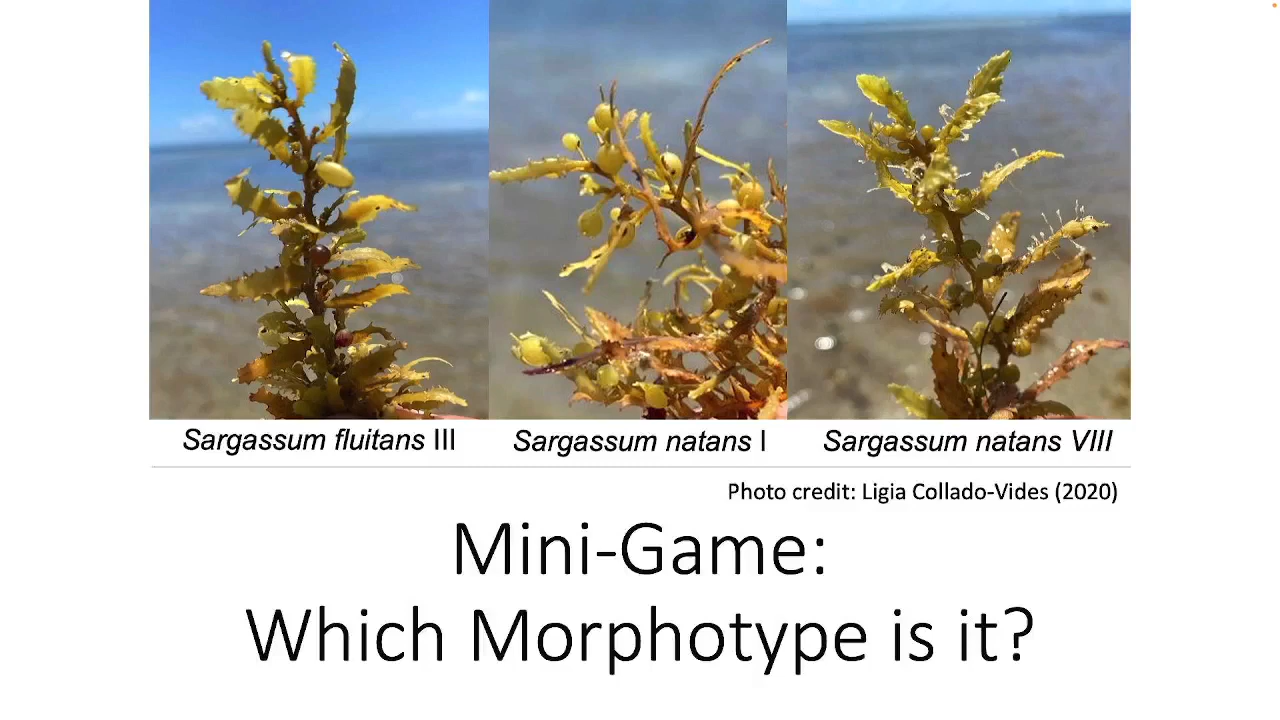 Sargassum fluitans III
Sargassum natans I
Sargassum natans VIII
Photo credit: Ligia Collado-Vides (2020)
Mini-Game:
Which Morphotype is it?